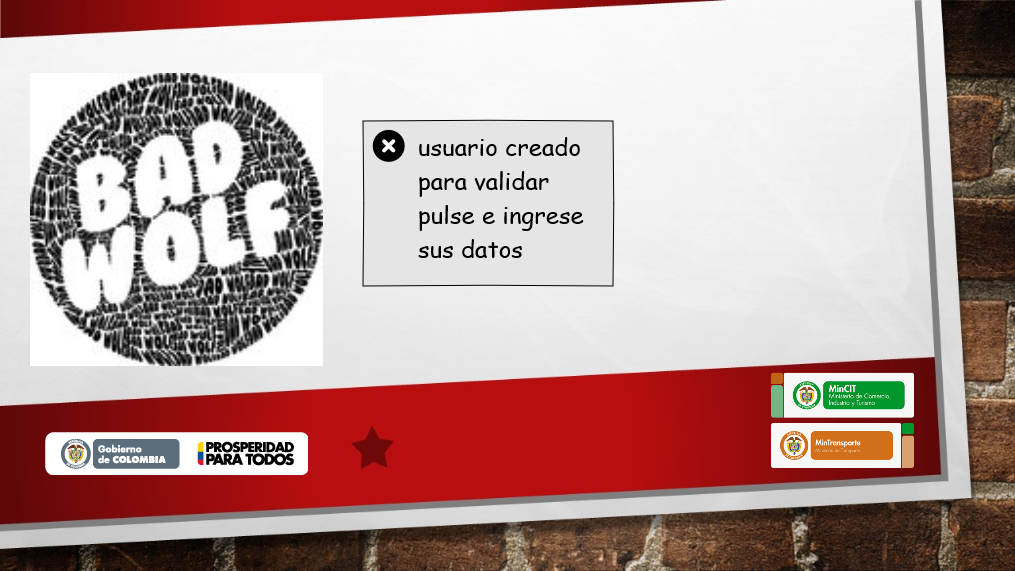 BAD
WOLF
usuario creado
para validar
pulse e ingrese
sus datos
MinCIT
Ministerio de Comercio,
Industria y Turismo
Gobierno
de COLOMBIA
PROSPERIDAD
PARA TODOS
MinTransporte
Ministerio de Transporte